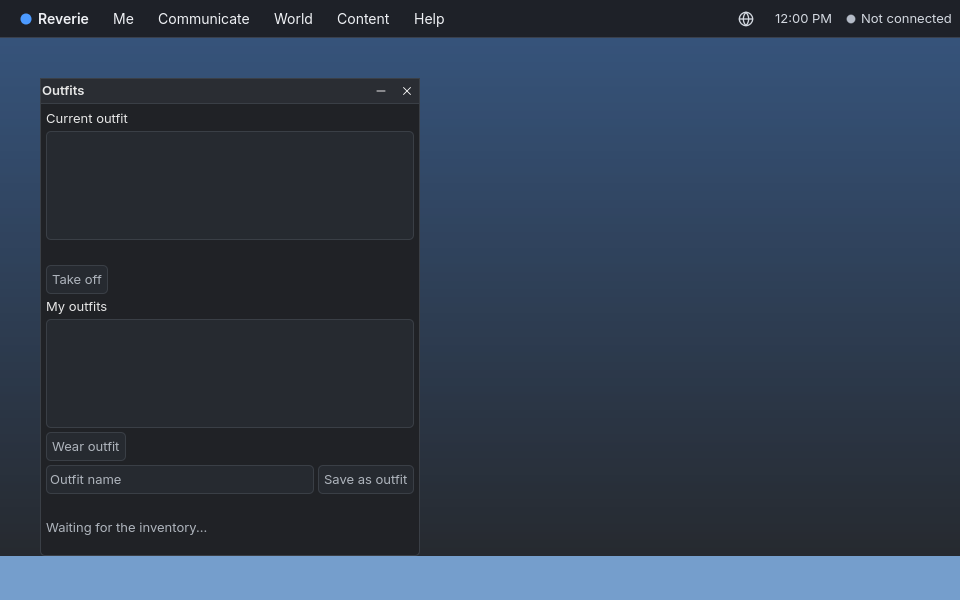 Reverie Me Communicate World Content Help 12:00 PM Not connected
Outfits
Current outfit
Take off
My outfits
Wear outfit
Outfit name Save as outfit
Waiting for the inventory...